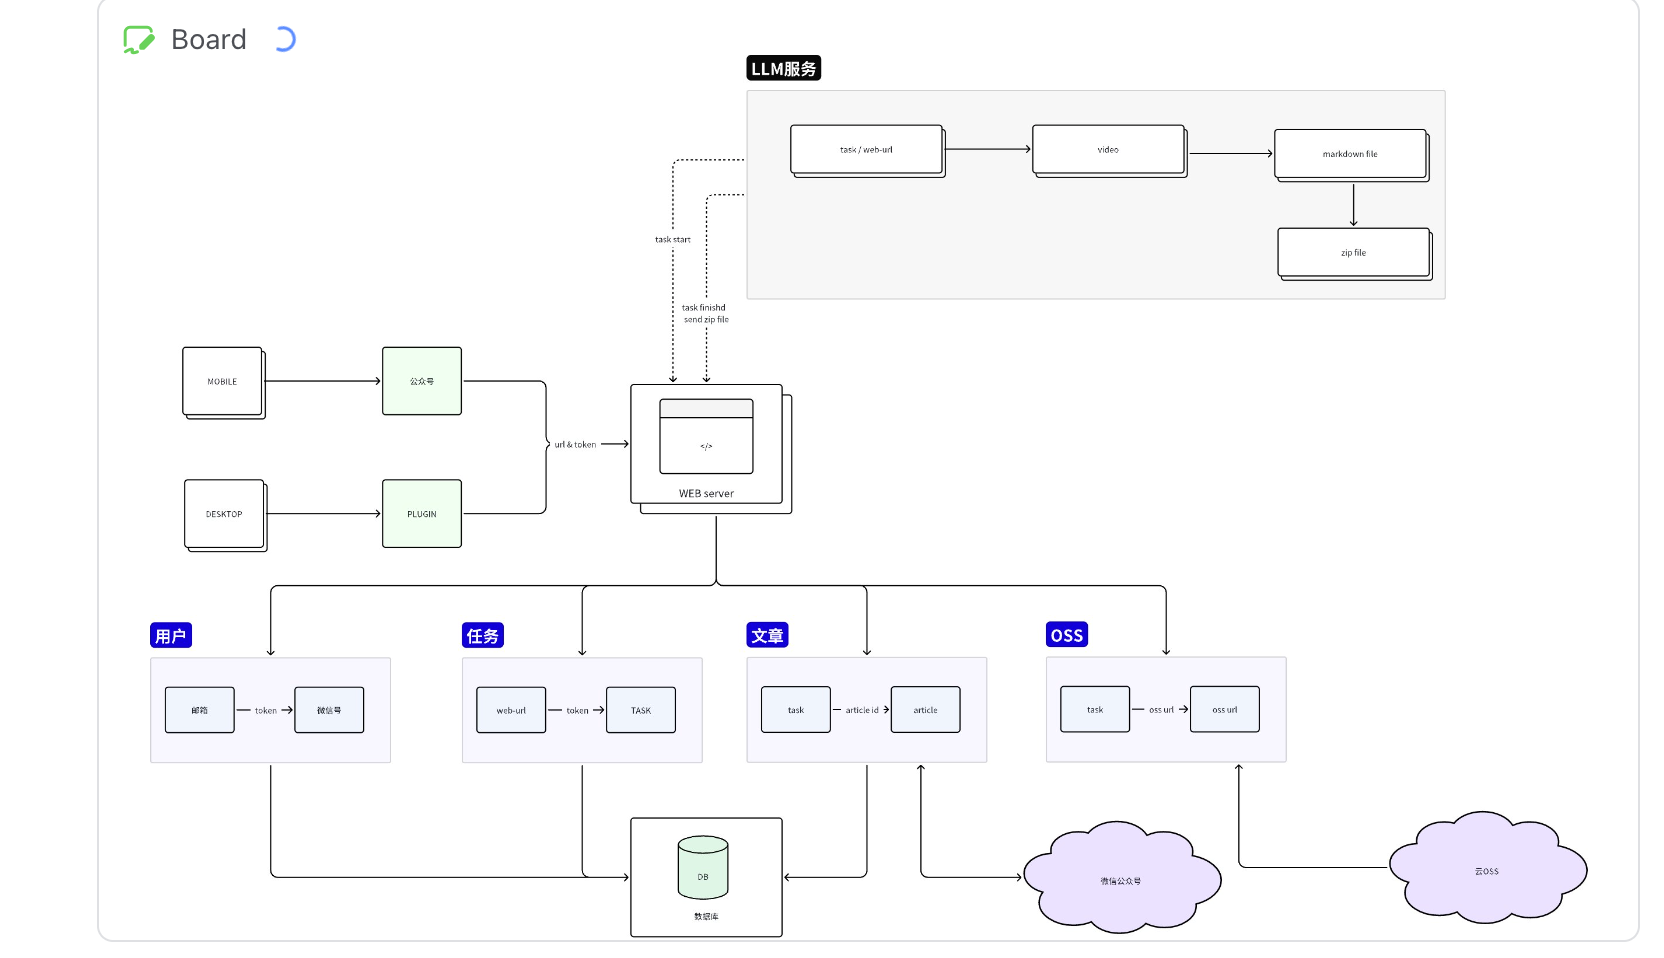 Board
LLM服务
task / web-url
video
markdown file
zip file
task start
task finishd
send zip file
MOBILE
公众号
url & token
</>
WEB server
DESKTOP
PLUGIN
用户
任务
文章
OSS
邮箱
token
微信号
web-url
token
TASK
task
article id
article
task
oss url
oss url
DB
数据库
微信公众号
云OSS